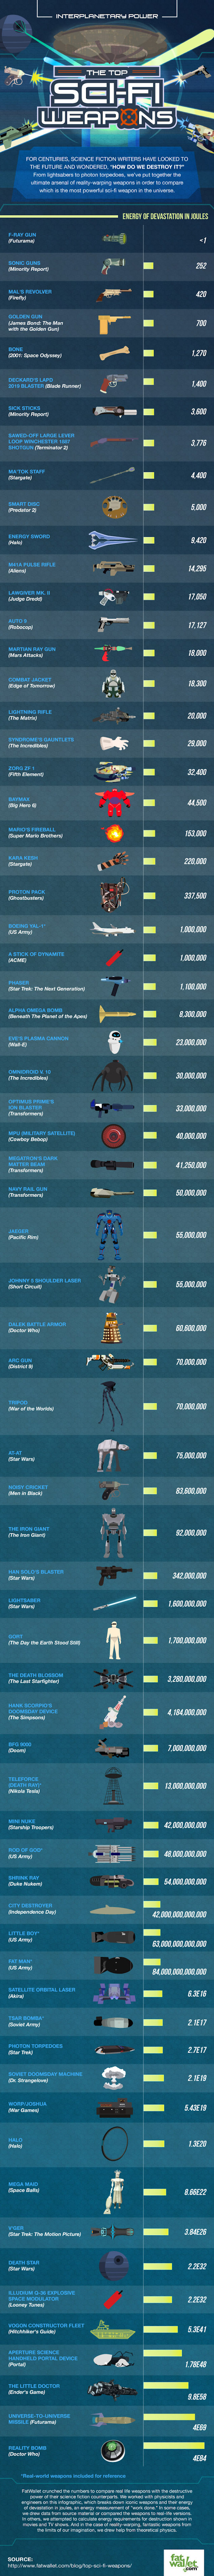 INTERPLANETARY POWER
THE TOP
SCI-FI
WEAPONS
FOR CENTURIES, SCIENCE FICTION WRITERS HAVE LOOKED TO
THE FUTURE AND WONDERED, "HOW DO WE DESTROY IT?"
From lightsabers to photon torpedoes, we've put together the
ultimate arsenal of reality-warping weapons in order to compare
which is the most powerful sci-fi weapon in the universe.
ENERGY OF DEVASTATION IN JOULES
F-RAY GUN
(Futurama)
<1
SONIC GUNS
(Minority Report)
252
MAL'S REVOLVER
(Firefly)
420
GOLDEN GUN
(James Bond: The Man
with the Golden Gun)
700
BONE
(2001: Space Odyssey)
1,270
DECKARD'S LAPD
2019 BLASTER (Blade Runner)
1,400
SICK STICKS
(Minority Report)
3,600
SAWED-OFF LARGE LEVER
LOOP WINCHESTER 1887
SHOTGUN (Terminator 2)
3,776
MA'TOK STAFF
(Stargate)
4,400
SMART DISC
(Predator 2)
5,000
ENERGY SWORD
(Halo)
9,420
M41A PULSE RIFLE
(Aliens)
14,295
LAWGIVER MK. II
(Judge Dredd)
17,050
AUTO 9
(Robocop)
17,127
MARTIAN RAY GUN
(Mars Attacks)
18,000
COMBAT JACKET
(Edge of Tomorrow)
18,300
LIGHTNING RIFLE
(The Matrix)
20,000
SYNDROME'S GAUNTLETS
(The Incredibles)
29,000
ZORG ZF 1
(Fifth Element)
32,400
BAYMAX
(Big Hero 6)
44,500
MARIO'S FIREBALL
(Super Mario Brothers)
153,000
KARA KESH
(Stargate)
220,000
PROTON PACK
(Ghostbusters)
337,500
BOEING YAL-1*
(US Army)
1,000,000
A STICK OF DYNAMITE
(ACME)
1,000,000
PHASER
(Star Trek: The Next Generation)
1,100,000
ALPHA OMEGA BOMB
(Beneath The Planet of the Apes)
8,300,000
EVE'S PLASMA CANNON
(Wall-E)
23,000,000
OMNIDROID V. 10
(The Incredibles)
30,000,000
OPTIMUS PRIME'S
ION BLASTER
(Transformers)
33,000,000
MPU (MILITARY SATELLITE)
(Cowboy Bebop)
40,000,000
MEGATRON'S DARK
MATTER BEAM
(Transformers)
41,250,000
NAVY RAIL GUN
(Transformers)
50,000,000
JAEGER
(Pacific Rim)
55,000,000
JOHNNY 5 SHOULDER LASER
(Short Circuit)
55,000,000
DALEK BATTLE ARMOR
(Doctor Who)
60,600,000
ARC GUN
(District 9)
70,000,000
TRIPOD
(War of the Worlds)
70,000,000
AT-AT
(Star Wars)
75,000,000
NOISY CRICKET
(Men in Black)
83,600,000
THE IRON GIANT
(The Iron Giant)
92,000,000
HAN SOLO'S BLASTER
(Star Wars)
342,000,000
LIGHTSABER
(Star Wars)
1,600,000,000
GORT
(The Day the Earth Stood Still)
1,700,000,000
THE DEATH BLOSSOM
(The Last Starfighter)
3,280,000,000
HANK SCORPIO'S
DOOMSDAY DEVICE
(The Simpsons)
4,184,000,000
BFG 9000
(Doom)
7,000,000,000
TELEFORCE
(DEATH RAY)*
(Nikola Tesla)
13,000,000,000
MINI NUKE
(Starship Troopers)
42,000,000,000
ROD OF GOD*
(US Army)
48,000,000,000
SHRINK RAY
(Duke Nukem)
54,000,000,000
CITY DESTROYER
(Independence Day)
42,000,000,000,000
LITTLE BOY*
(US Army)
63,000,000,000,000
FAT MAN*
(US Army)
84,000,000,000,000
SATELLITE ORBITAL LASER
(Akira)
6.3E16
TSAR BOMBA*
(Soviet Army)
2.1E17
PHOTON TORPEDOES
(Star Trek)
2.7E17
SOVIET DOOMSDAY MACHINE
(Dr. Strangelove)
2.1E18
WORP/JOSHUA
(War Games)
5.43E19
HALO
(Halo)
1.3E20
MEGA MAID
(Space Balls)
8.66E22
V'GER
(Star Trek: The Motion Picture)
3.84E26
DEATH STAR
(Star Wars)
2.2E32
ILLUDIUM Q-36 EXPLOSIVE
SPACE MODULATOR
(Looney Tunes)
2.2E32
VOGON CONSTRUCTOR FLEET
(Hitchhiker's Guide)
5.3E41
APERTURE SCIENCE
HANDHELD PORTAL DEVICE
(Portal)
1.78E48
THE LITTLE DOCTOR
(Ender's Game)
9.8E58
UNIVERSE-TO-UNIVERSE
MISSILE (Futurama)
4E69
REALITY BOMB
(Doctor Who)
4E84
*Real-world weapons included for reference
FatWallet crunched the numbers to compare real life weapons with the destructive
power of their science fiction counterparts. We worked with physicists and
engineers on this infographic, which breaks down iconic weapons and their energy
of devastation in joules, an energy measurement of "work done." In some cases,
we drew data from source material or compared the weapons to real life versions.
In others, we attempted to calculate energy requirements for destruction shown in
movies and TV shows. And in the case of reality-warping, fantastic weapons from
the limits of our imagination, we drew help from theoretical physics.
SOURCE:
http://www.fatwallet.com/blog/top-sci-fi-weapons/
fat
wallet
.com